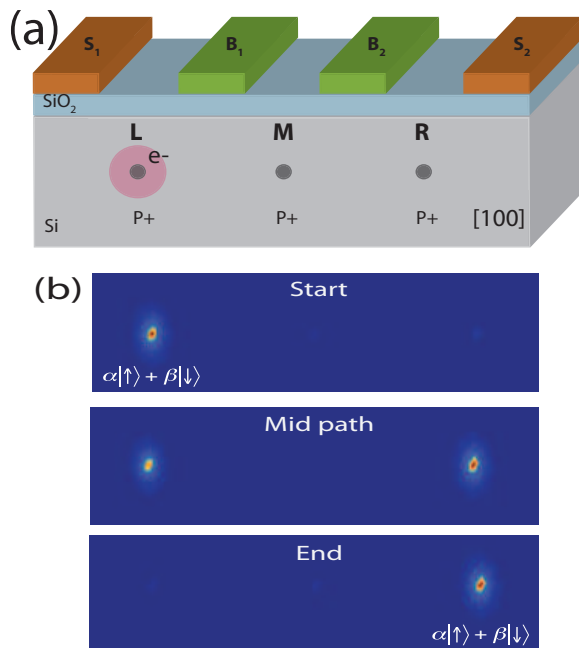 (a)
S₁ B₁ B₂ S₂
SiO₂
L M R
e-
Si P+ P+ P+ [100]
(b)
Start
α|↑⟩ + β|↓⟩
Mid path
End
α|↑⟩ + β|↓⟩